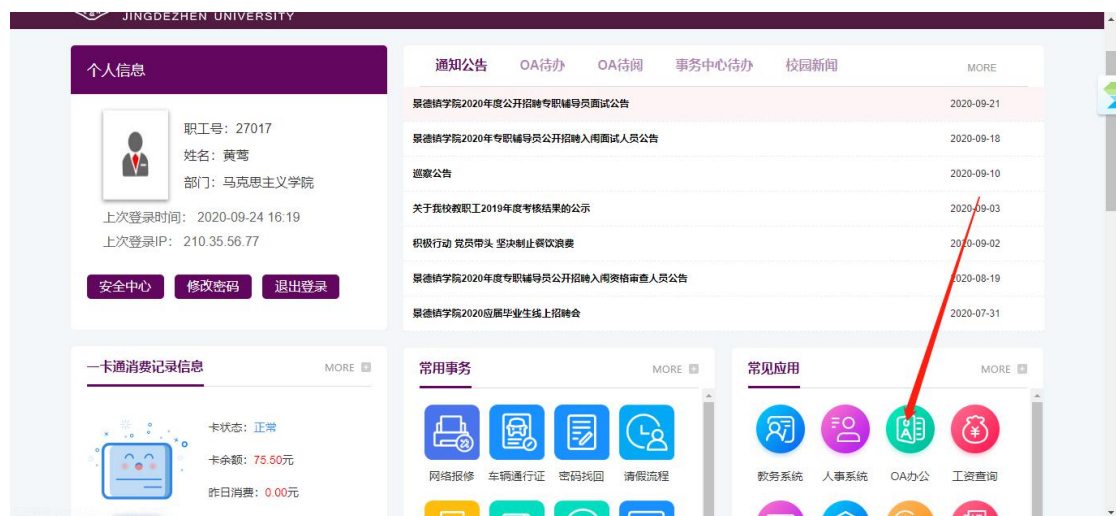 JINGDEZHEN UNIVERSITY
个人信息
职工号：27017
姓名：黄莺
部门：马克思主义学院
上次登录时间： 2020-09-24 16:19
上次登录IP： 210.35.56.77
安全中心 修改密码 退出登录
通知公告 OA待办 OA待阅 事务中心待办 校园新闻 MORE
景德镇学院2020年度公开招聘专职辅导员面试公告 2020-09-21
景德镇学院2020年专职辅导员公开招聘入闱面试人员公告 2020-09-18
巡察公告 2020-09-10
关于我校教职工2019年度考核结果的公示 2020-09-03
积极行动 党员带头 坚决制止餐饮浪费 2020-09-02
景德镇学院2020年度专职辅导员公开招聘入闱资格审查人员公告 2020-08-19
景德镇学院2020应届毕业生线上招聘会 2020-07-31
一卡通消费记录信息 MORE
卡状态：正常
卡余额：75.50元
昨日消费：0.00元
常用事务 MORE
网络报修 车辆通行证 密码找回 请假流程
常见应用 MORE
教务系统 人事系统 OA办公 工资查询